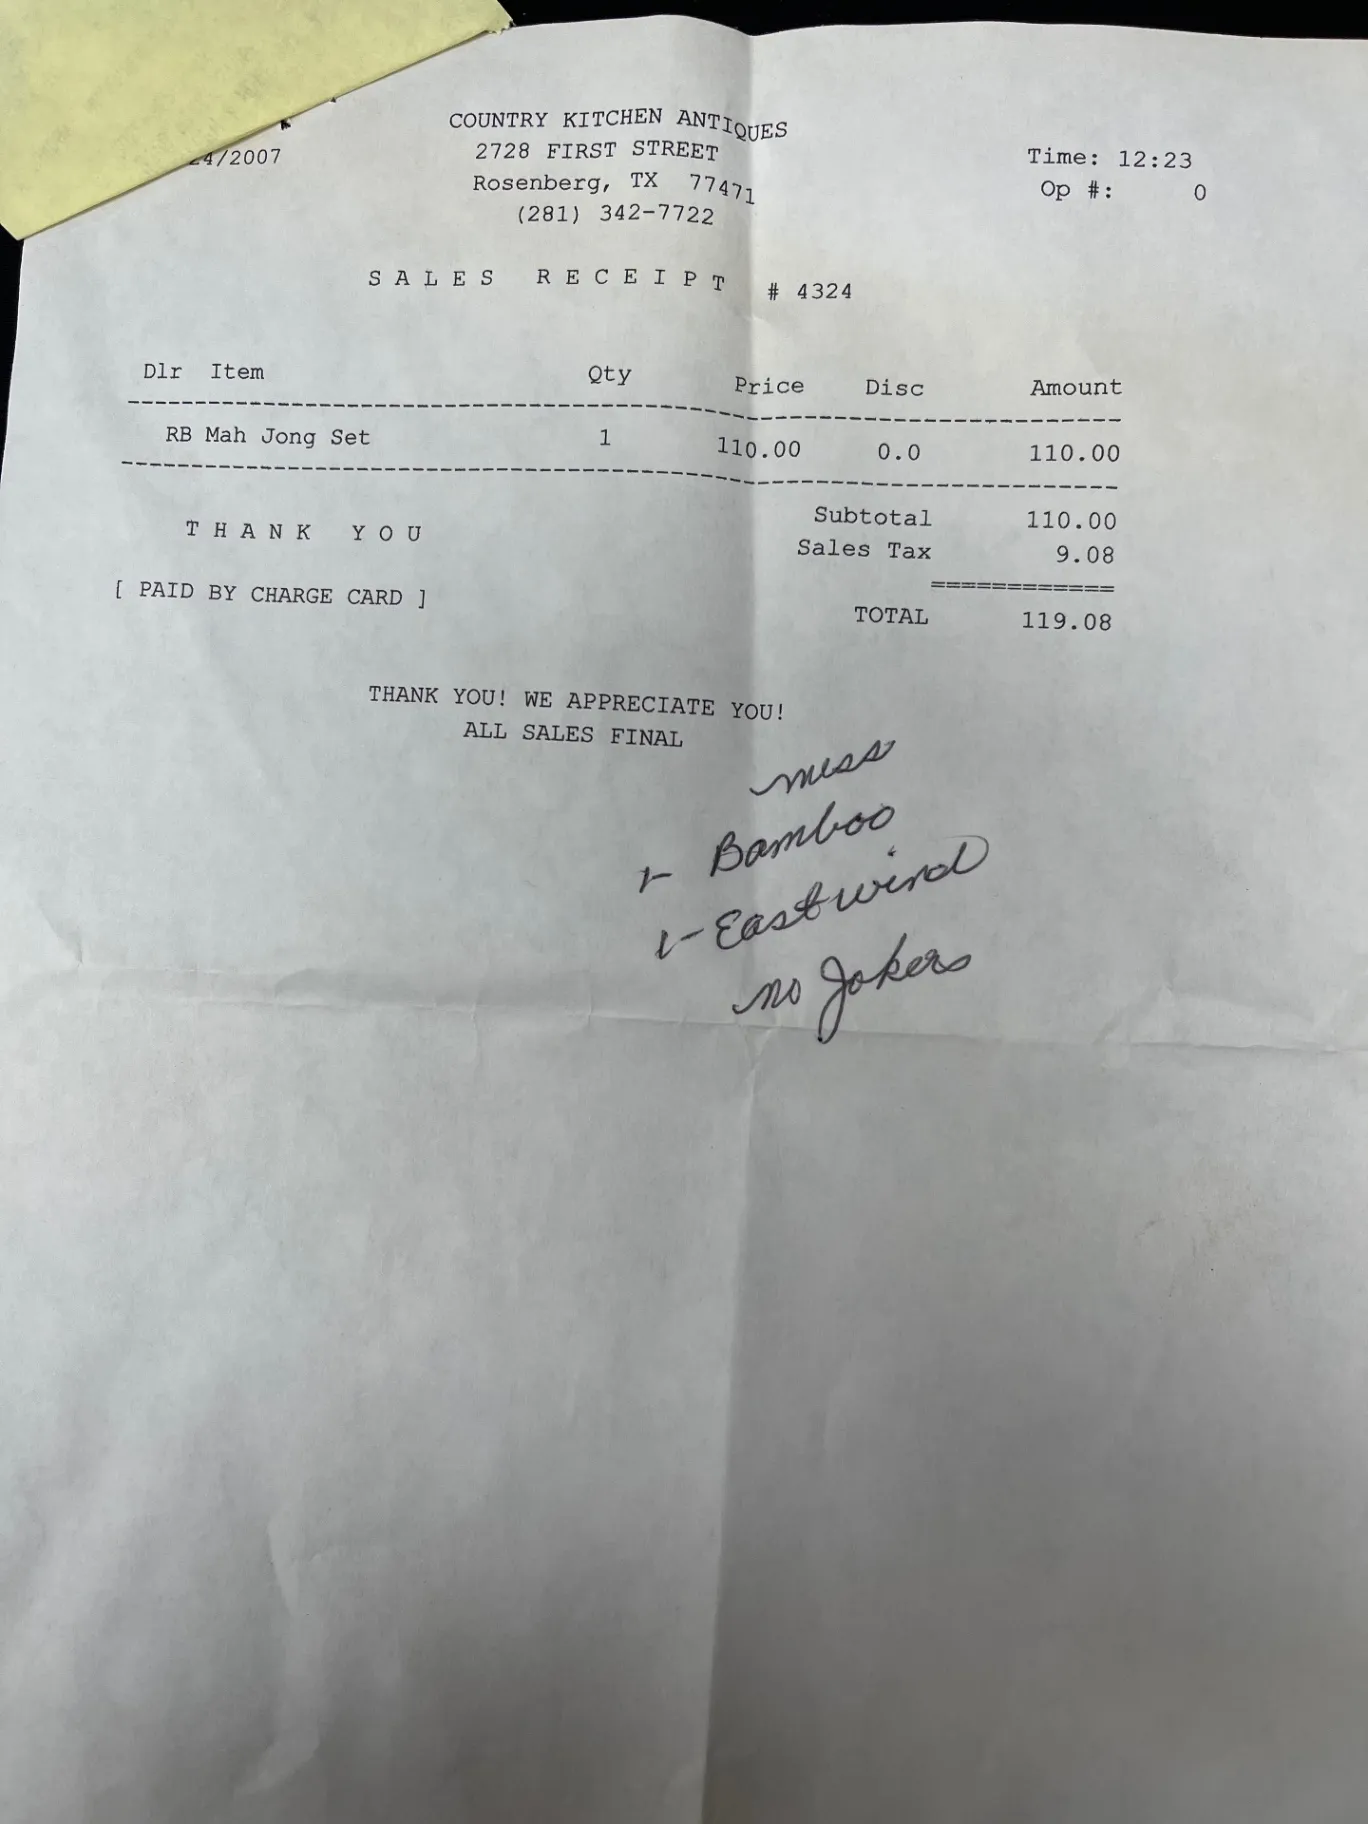 COUNTRY KITCHEN ANTIQUES
24/2007 2728 FIRST STREET Time: 12:23
Rosenberg, TX 77471 Op #: 0
(281) 342-7722
SALES RECEIPT # 4324
Dlr Item Qty Price Disc Amount
RB Mah Jong Set 1 110.00 0.0 110.00
Subtotal 110.00
THANK YOU
Sales Tax 9.08
============
[ PAID BY CHARGE CARD ]
TOTAL 119.08
THANK YOU! WE APPRECIATE YOU!
ALL SALES FINAL
miss
1- Bamboo
1- East wind
no Jokers